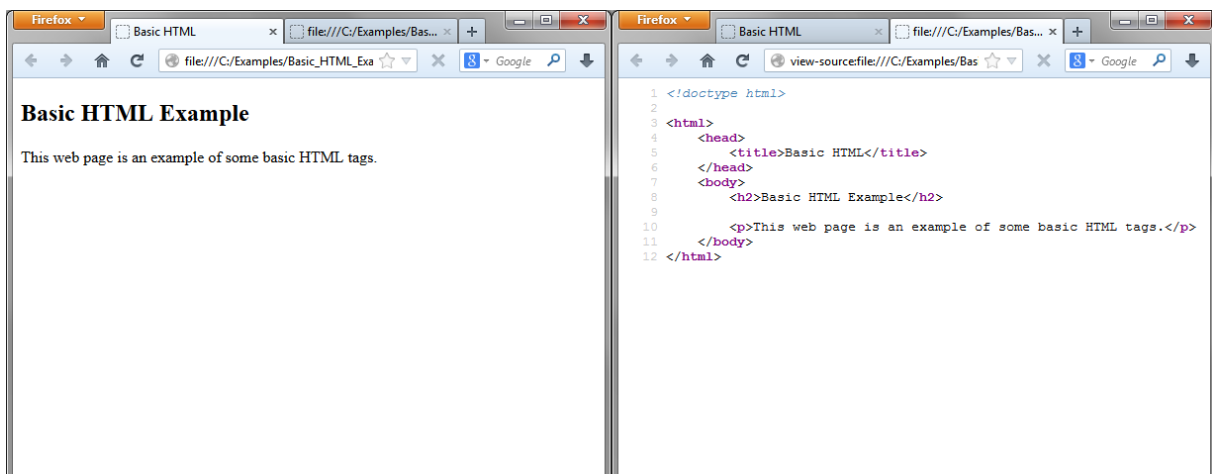 Firefox
Basic HTML
file:///C:/Examples/Bas...
file:///C:/Examples/Basic_HTML_Exa
8
Google
Basic HTML Example
This web page is an example of some basic HTML tags.
Firefox
Basic HTML
file:///C:/Examples/Bas...
view-source:file:///C:/Examples/Bas
8
Google
1 <!doctype html>
2
3 <html>
4 <head>
5 <title>Basic HTML</title>
6 </head>
7 <body>
8 <h2>Basic HTML Example</h2>
9
10 <p>This web page is an example of some basic HTML tags.</p>
11 </body>
12 </html>